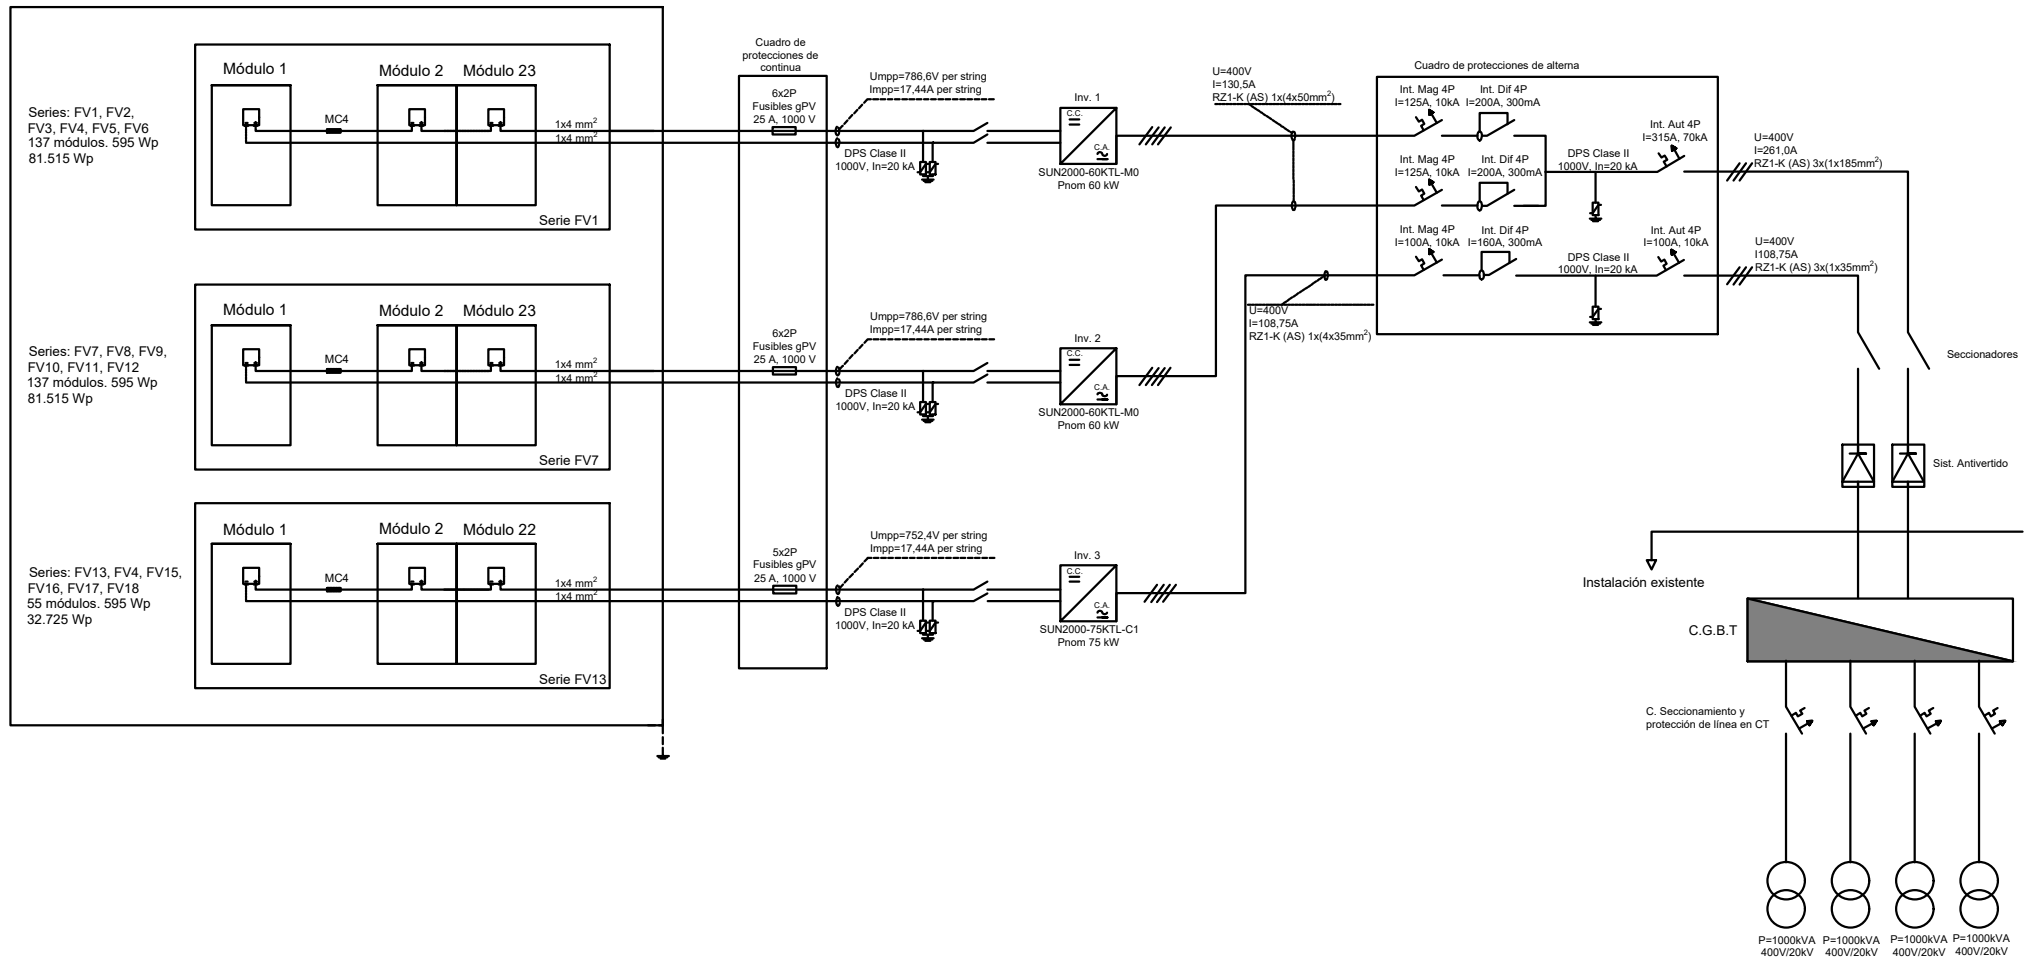 Series: FV1, FV2,
FV3, FV4, FV5, FV6
137 módulos. 595 Wp
81.515 Wp
Módulo 1
Módulo 2
Módulo 23
MC4
1x4 mm²
1x4 mm²
Serie FV1
Cuadro de
protecciones de
continua
6x2P
Fusibles gPV
25 A, 1000 V
Umpp=786,6V per string
Impp=17,44A per string
DPS Clase II
1000V, In=20 kA
Inv. 1
C.C.
C.A.
SUN2000-60KTL-M0
Pnom 60 kW
U=400V
I=130,5A
RZ1-K (AS) 1x(4x50mm²)
Cuadro de protecciones de alterna
Int. Mag 4P
I=125A, 10kA
Int. Dif 4P
I=200A, 300mA
Int. Mag 4P
I=125A, 10kA
Int. Dif 4P
I=200A, 300mA
DPS Clase II
1000V, In=20 kA
Int. Aut 4P
I=315A, 70kA
U=400V
I=261,0A
RZ1-K (AS) 3x(1x185mm²)
Int. Mag 4P
I=100A, 10kA
Int. Dif 4P
I=160A, 300mA
DPS Clase II
1000V, In=20 kA
Int. Aut 4P
I=100A, 10kA
U=400V
I108,75A
RZ1-K (AS) 3x(1x35mm²)
U=400V
I=108,75A
RZ1-K (AS) 1x(4x35mm²)
Series: FV7, FV8, FV9,
FV10, FV11, FV12
137 módulos. 595 Wp
81.515 Wp
Módulo 1
Módulo 2
Módulo 23
MC4
1x4 mm²
1x4 mm²
Serie FV7
6x2P
Fusibles gPV
25 A, 1000 V
Umpp=786,6V per string
Impp=17,44A per string
DPS Clase II
1000V, In=20 kA
Inv. 2
C.C.
C.A.
SUN2000-60KTL-M0
Pnom 60 kW
Seccionadores
Sist. Antivertido
Series: FV13, FV4, FV15,
FV16, FV17, FV18
55 módulos. 595 Wp
32.725 Wp
Módulo 1
Módulo 2
Módulo 22
MC4
1x4 mm²
1x4 mm²
Serie FV13
5x2P
Fusibles gPV
25 A, 1000 V
Umpp=752,4V per string
Impp=17,44A per string
DPS Clase II
1000V, In=20 kA
Inv. 3
C.C.
C.A.
SUN2000-75KTL-C1
Pnom 75 kW
Instalación existente
C.G.B.T
C. Seccionamiento y
protección de línea en CT
P=1000kVA
400V/20kV
P=1000kVA
400V/20kV
P=1000kVA
400V/20kV
P=1000kVA
400V/20kV